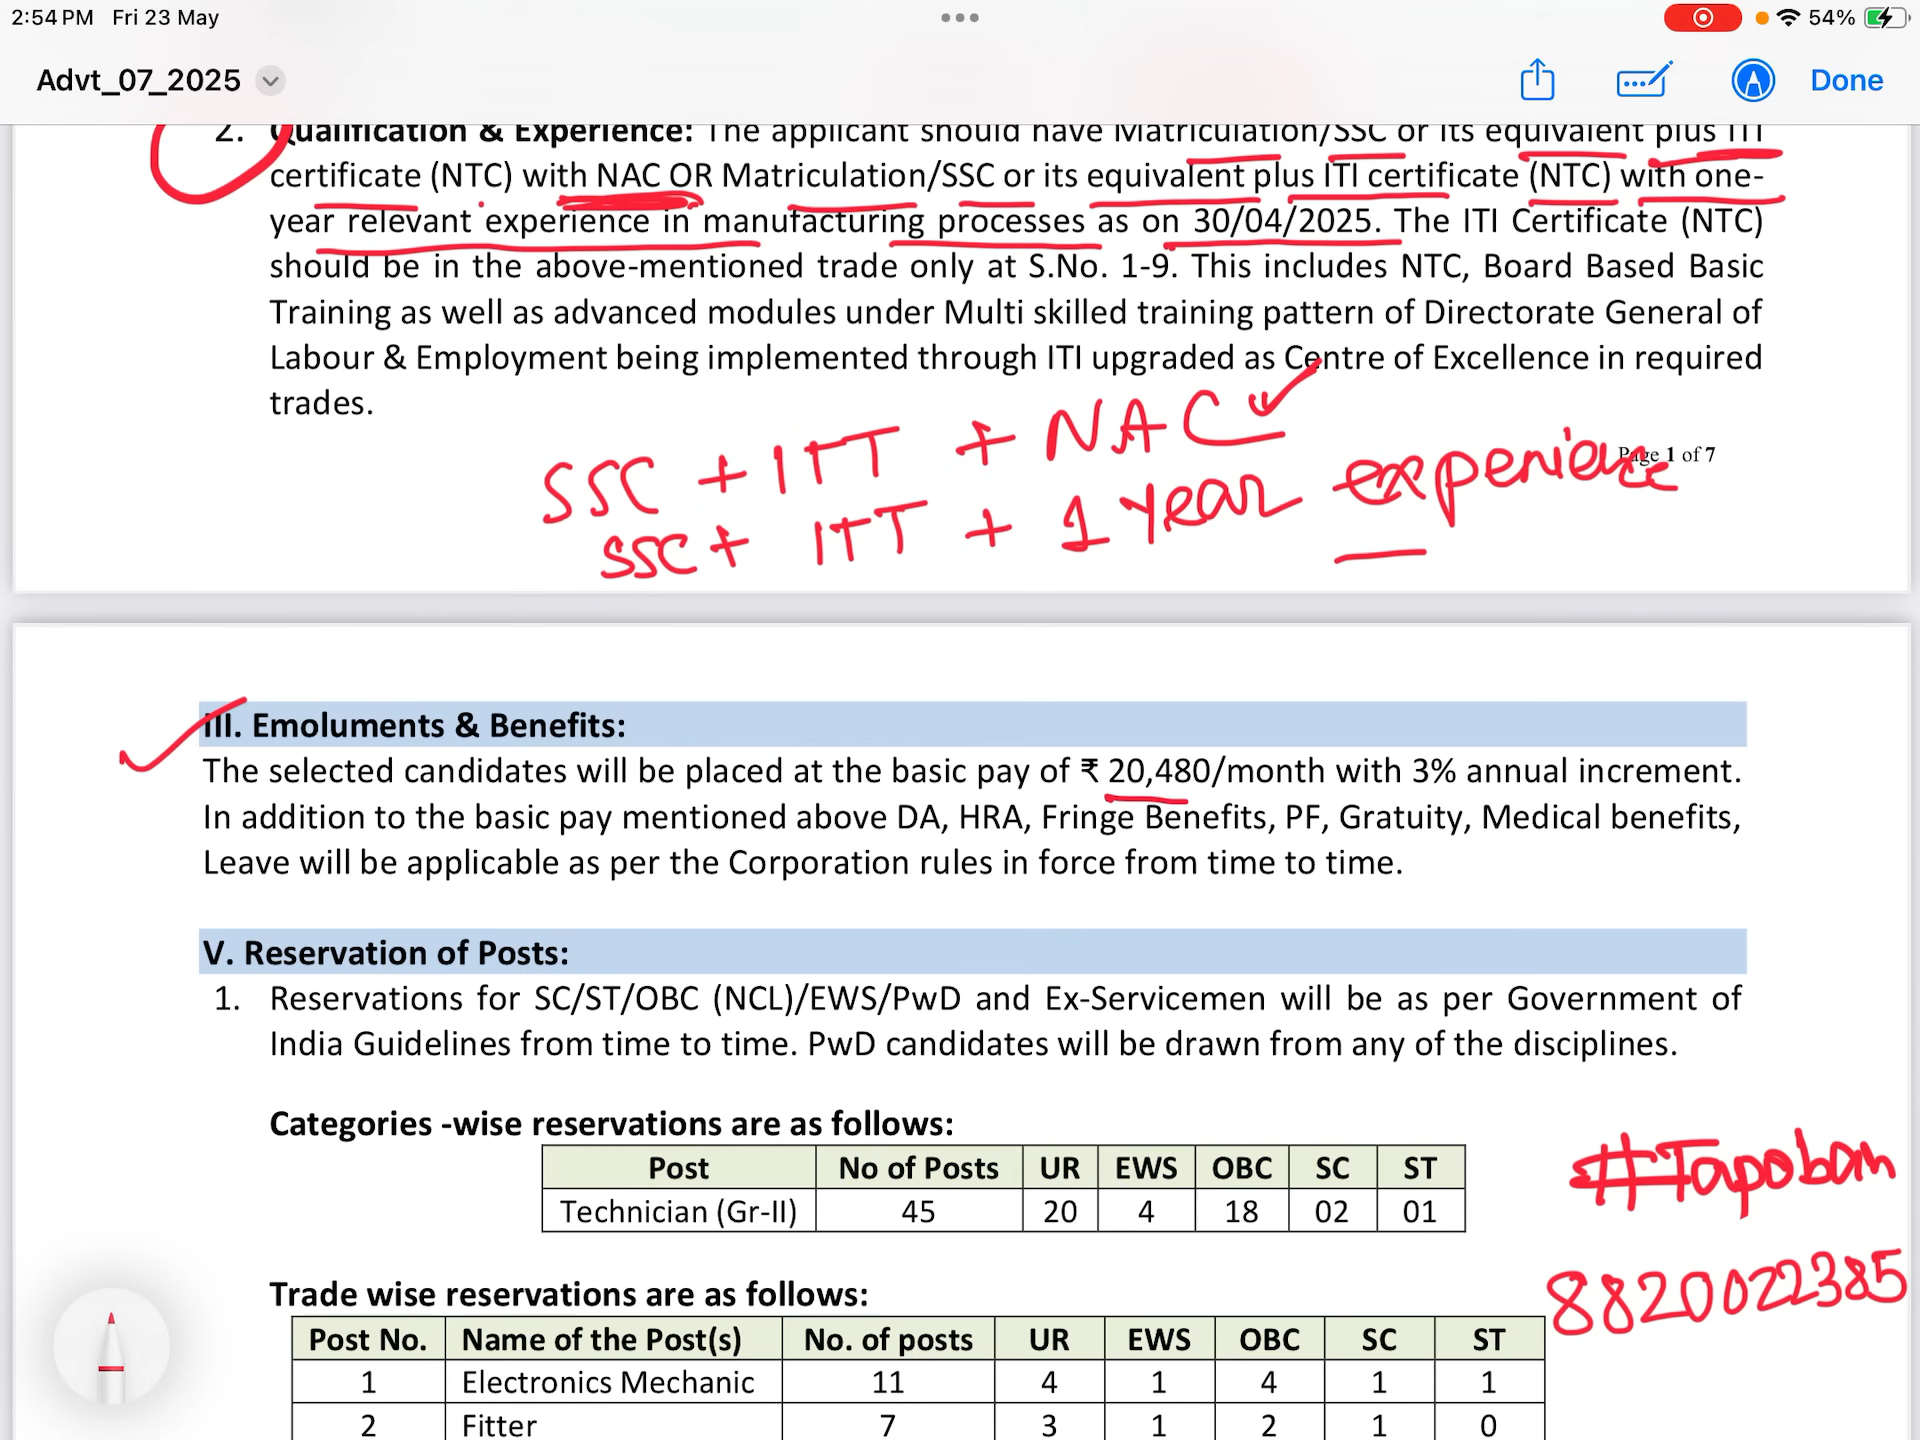 2:54 PM Fri 23 May
54%
Advt_07_2025
Done
2. Qualification & Experience: The applicant should have Matriculation/SSC or its equivalent plus ITI
certificate (NTC) with NAC OR Matriculation/SSC or its equivalent plus ITI certificate (NTC) with one-
year relevant experience in manufacturing processes as on 30/04/2025. The ITI Certificate (NTC)
should be in the above-mentioned trade only at S.No. 1-9. This includes NTC, Board Based Basic
Training as well as advanced modules under Multi skilled training pattern of Directorate General of
Labour & Employment being implemented through ITI upgraded as Centre of Excellence in required
trades.
SSC + ITI + NAC
Page 1 of 7
SSC + ITI + 1 year experience
III. Emoluments & Benefits:
The selected candidates will be placed at the basic pay of ₹ 20,480/month with 3% annual increment.
In addition to the basic pay mentioned above DA, HRA, Fringe Benefits, PF, Gratuity, Medical benefits,
Leave will be applicable as per the Corporation rules in force from time to time.
V. Reservation of Posts:
1. Reservations for SC/ST/OBC (NCL)/EWS/PwD and Ex-Servicemen will be as per Government of
India Guidelines from time to time. PwD candidates will be drawn from any of the disciplines.
Categories -wise reservations are as follows:
Post No of Posts UR EWS OBC SC ST
Technician (Gr-II) 45 20 4 18 02 01
#Tapoban
8820022385
Trade wise reservations are as follows:
Post No. Name of the Post(s) No. of posts UR EWS OBC SC ST
1 Electronics Mechanic 11 4 1 4 1 1
2 Fitter 7 3 1 2 1 0